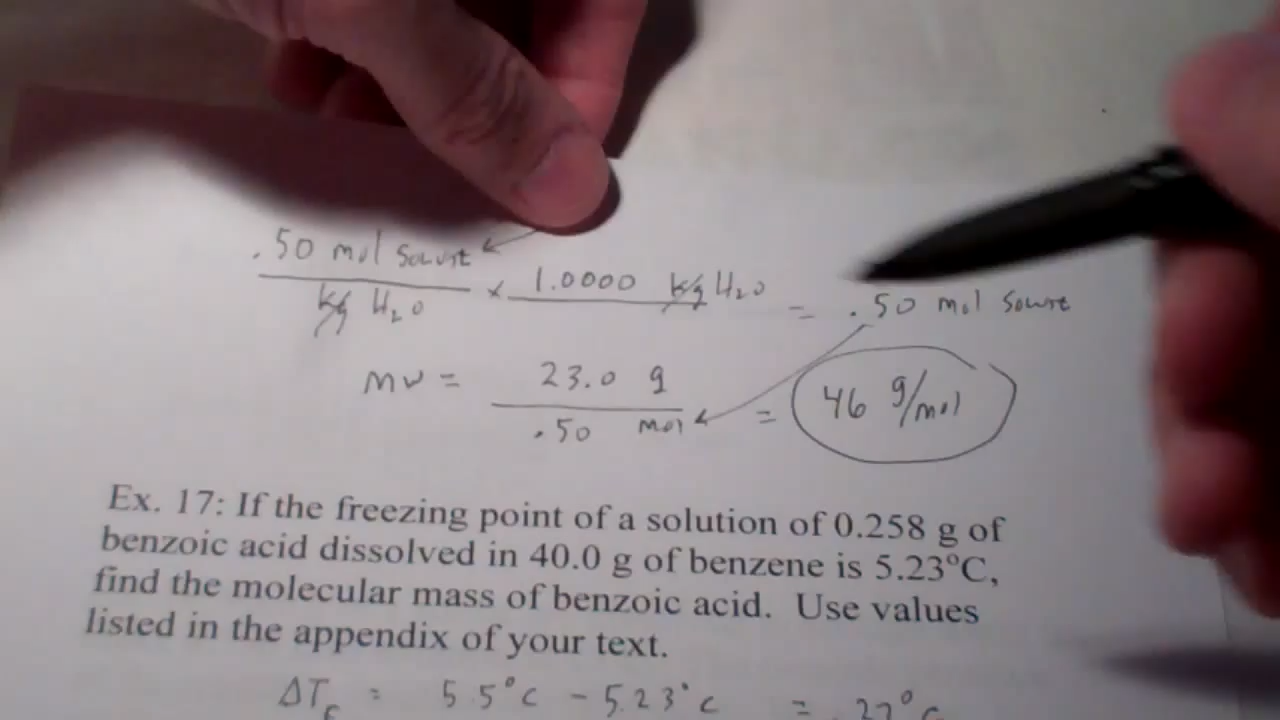 .50 mol solute
kg H₂O
× 1.0000 kg H₂O = .50 mol solute
MW = 23.0 g
.50 mol
= 46 g/mol
Ex. 17: If the freezing point of a solution of 0.258 g of
benzoic acid dissolved in 40.0 g of benzene is 5.23°C,
find the molecular mass of benzoic acid. Use values
listed in the appendix of your text.
ΔTf = 5.5°C - 5.23°C = .27°C